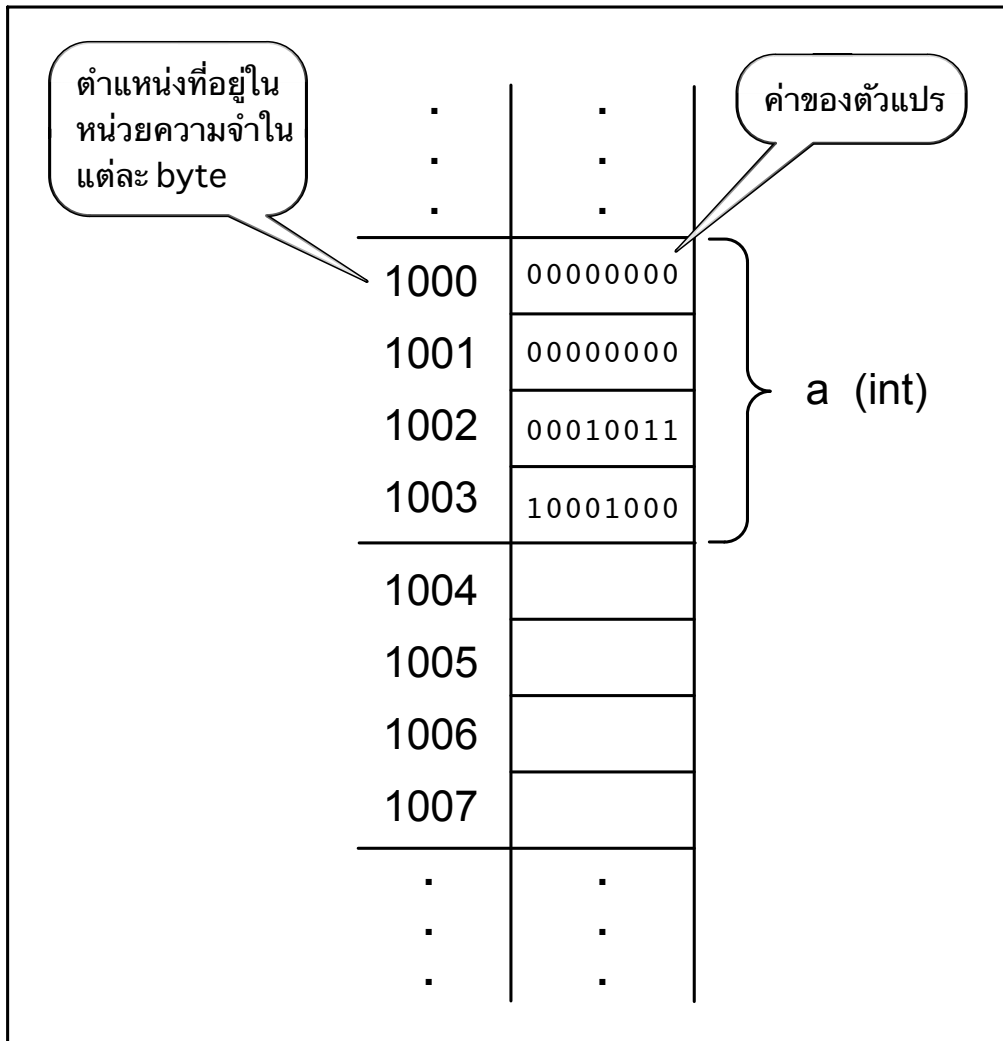 ตำแหน่งที่อยู่ใน
หน่วยความจำใน
แต่ละ byte
ค่าของตัวแปร
. .
. .
. .
1000 00000000
1001 00000000
1002 00010011
1003 10001000
a (int)
1004
1005
1006
1007
. .
. .
. .